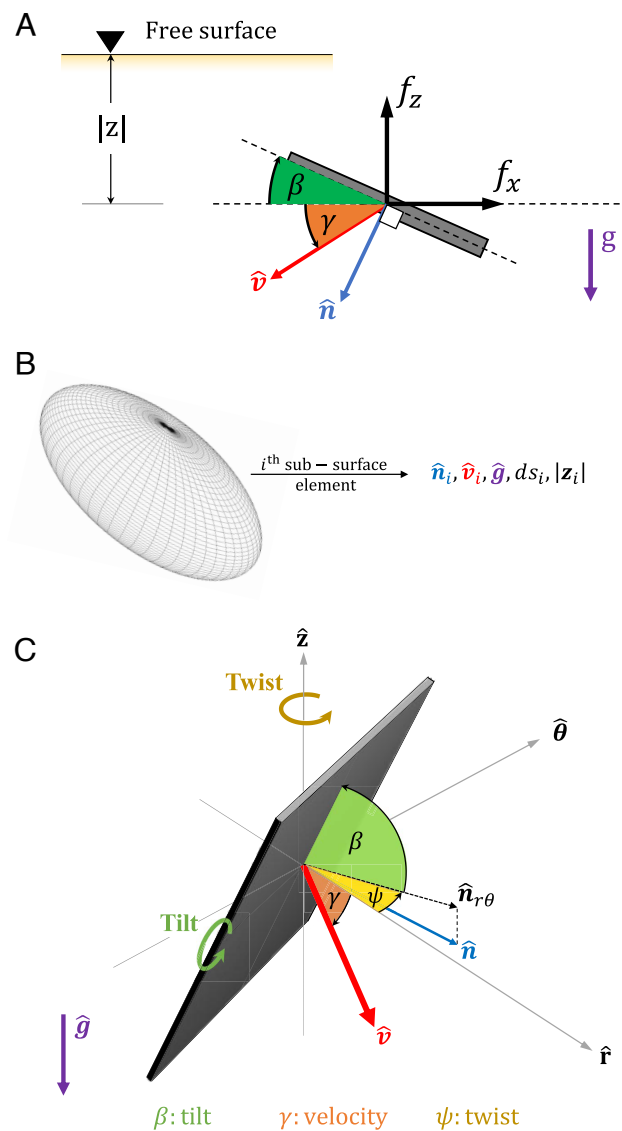 A
Free surface
|z|
f_z
f_x
β
γ
v̂
n̂
g
B
i^th sub − surface
element
n̂_i, v̂_i, ĝ, ds_i, |z_i|
C
ẑ
Twist
θ̂
β
n̂_rθ
ψ
γ
n̂
Tilt
v̂
ĝ
r̂
β: tilt γ: velocity ψ: twist